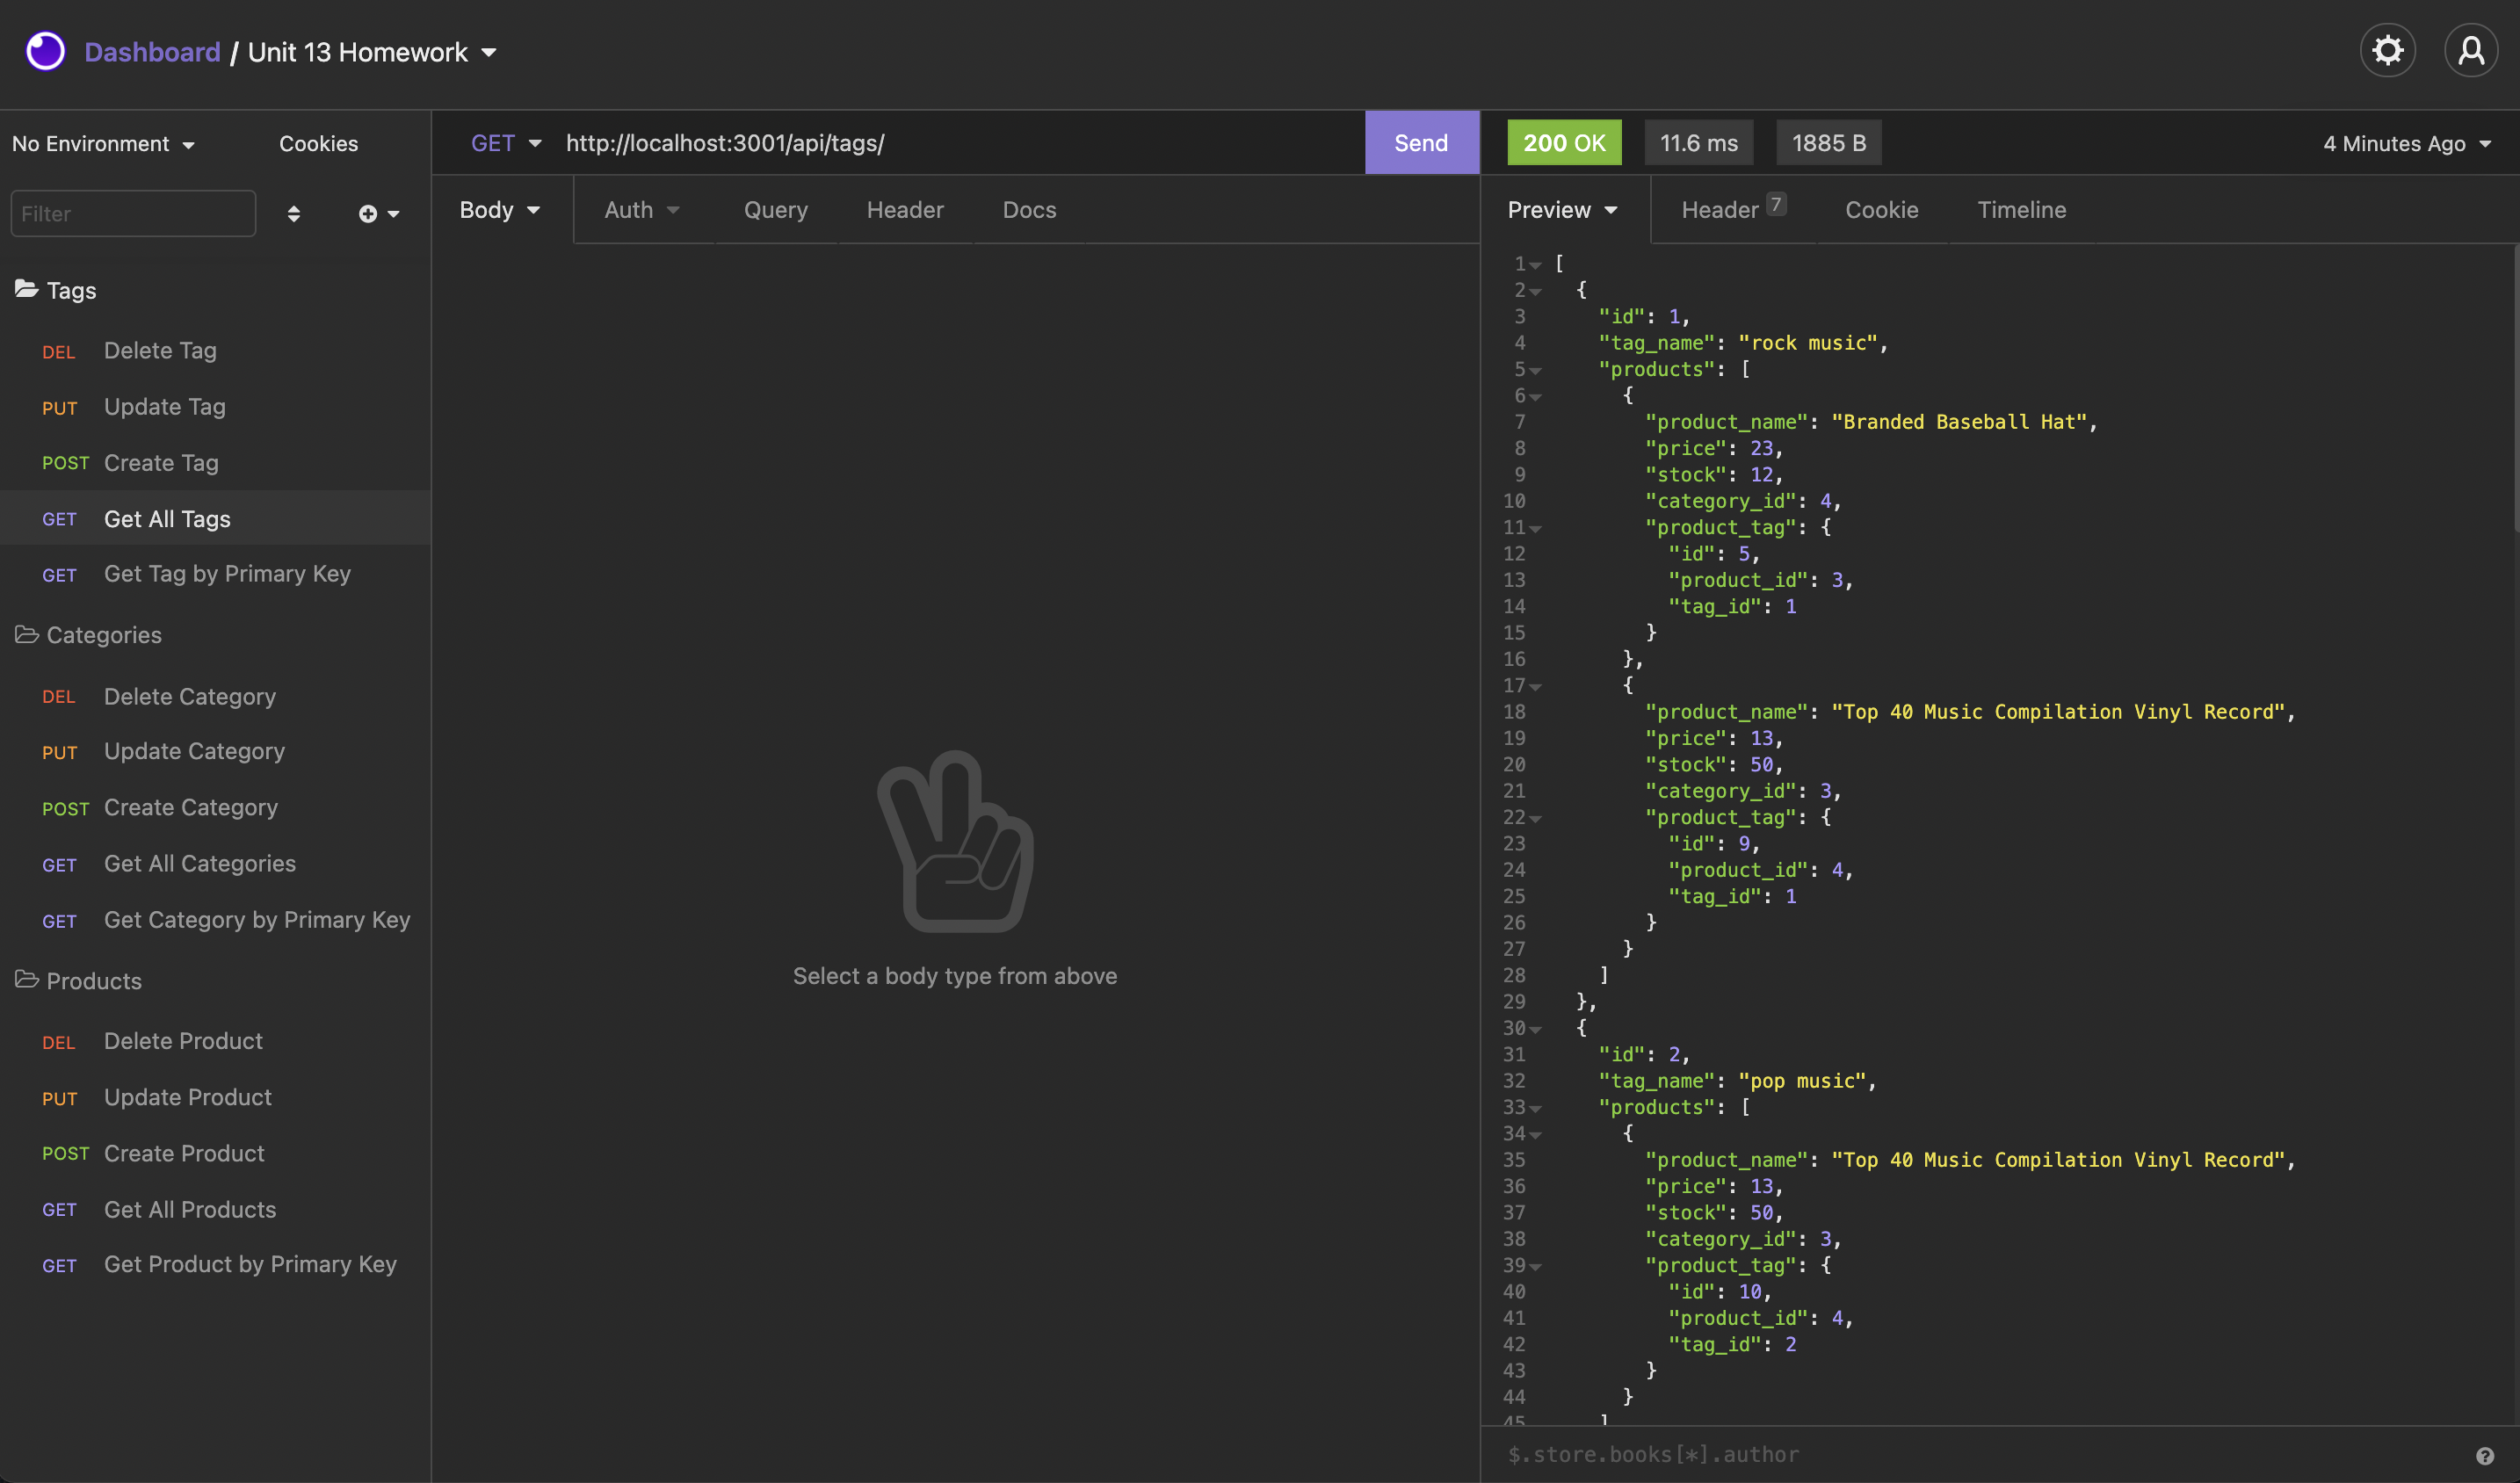 Dashboard / Unit 13 Homework
No Environment
Cookies
Filter
Tags
DEL Delete Tag
PUT Update Tag
POST Create Tag
GET Get All Tags
GET Get Tag by Primary Key
Categories
DEL Delete Category
PUT Update Category
POST Create Category
GET Get All Categories
GET Get Category by Primary Key
Products
DEL Delete Product
PUT Update Product
POST Create Product
GET Get All Products
GET Get Product by Primary Key
GET http://localhost:3001/api/tags/ Send
Body Auth Query Header Docs
Select a body type from above
200 OK 11.6 ms 1885 B 4 Minutes Ago
Preview Header 7 Cookie Timeline
1 [
2 {
3 "id": 1,
4 "tag_name": "rock music",
5 "products": [
6 {
7 "product_name": "Branded Baseball Hat",
8 "price": 23,
9 "stock": 12,
10 "category_id": 4,
11 "product_tag": {
12 "id": 5,
13 "product_id": 3,
14 "tag_id": 1
15 }
16 },
17 {
18 "product_name": "Top 40 Music Compilation Vinyl Record",
19 "price": 13,
20 "stock": 50,
21 "category_id": 3,
22 "product_tag": {
23 "id": 9,
24 "product_id": 4,
25 "tag_id": 1
26 }
27 }
28 ]
29 },
30 {
31 "id": 2,
32 "tag_name": "pop music",
33 "products": [
34 {
35 "product_name": "Top 40 Music Compilation Vinyl Record",
36 "price": 13,
37 "stock": 50,
38 "category_id": 3,
39 "product_tag": {
40 "id": 10,
41 "product_id": 4,
42 "tag_id": 2
43 }
44 }
45 ]
$.store.books[*].author